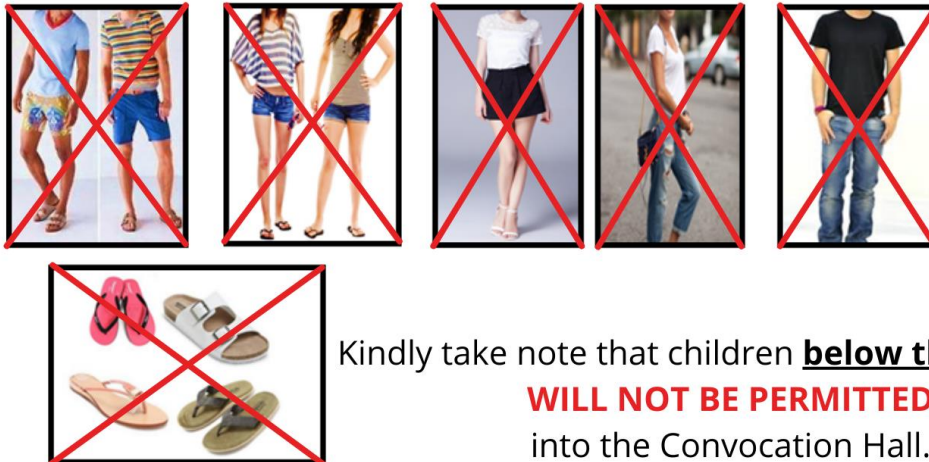 Kindly take note that children below
WILL NOT BE PERMITTED
into the Convocation Hall.